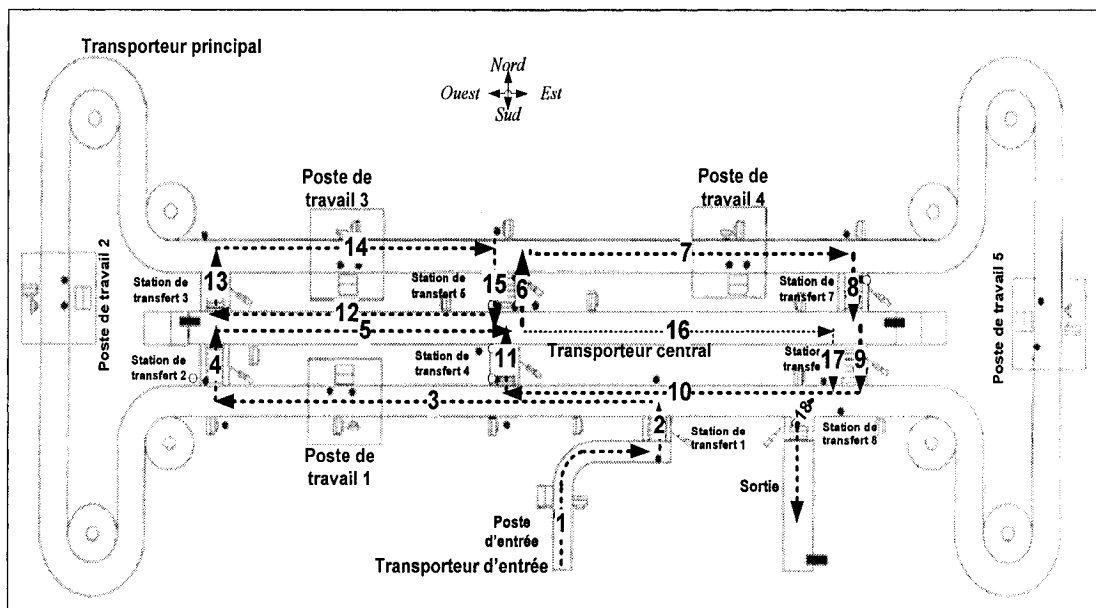 Transporteur principal
Nord
Ouest
Est
Sud
Poste de
travail 3
Poste de
travail 4
Poste de travail 2
14
7
Station de
transfert 3
13
15
6
Station de
transfert 5
Station de
transfert 7
8
12
5
16
Poste de travail 5
Station de
transfert 2
4
Station de
transfert 4
11
Transporteur central
Statio
transfe
17
9
3
10
18
2
Station de
transfert 1
Station de
transfert 8
Poste de
travail 1
Sortie
1
Poste
d'entrée
Transporteur d'entrée